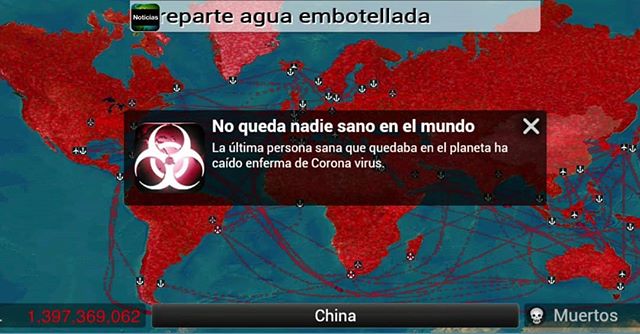 Noticias
reparte agua embotellada
No queda nadie sano en el mundo
La última persona sana que quedaba en el planeta ha
caído enferma de Corona virus.
1.397.369.062
China
Muertos